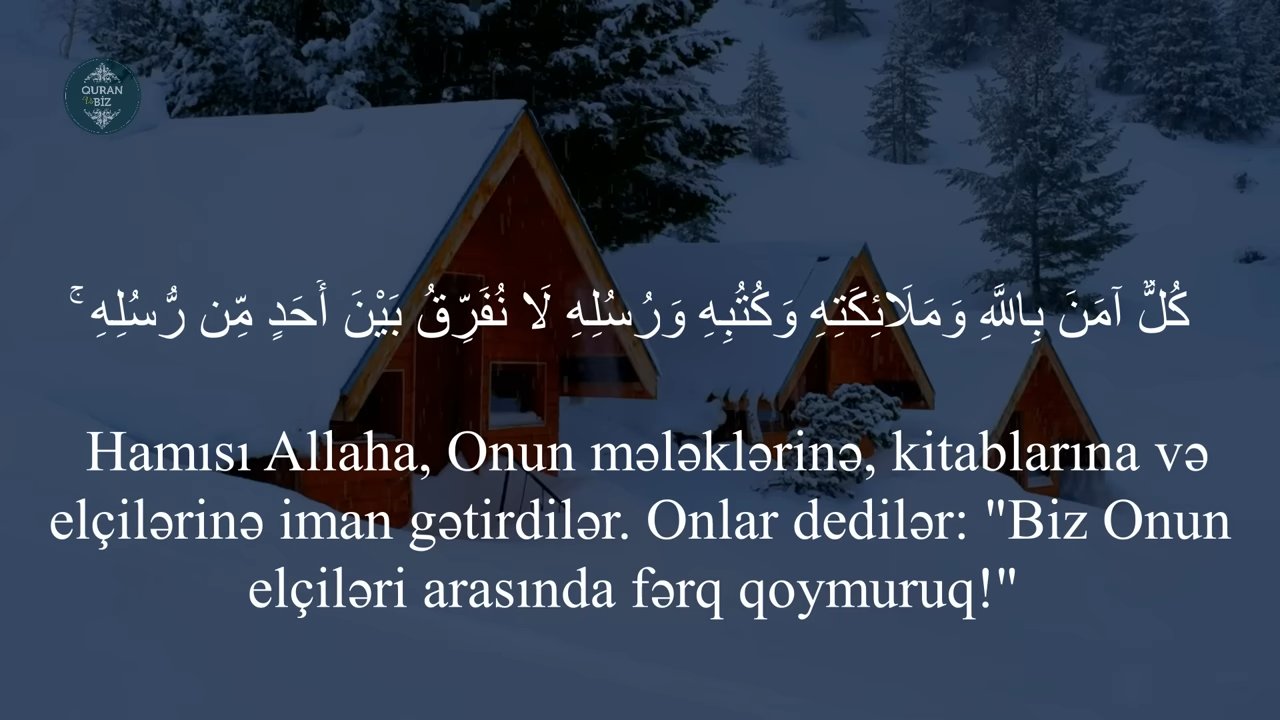 QURAN
Və BİZ
كُلٌّ آمَنَ بِاللَّهِ وَمَلَائِكَتِهِ وَكُتُبِهِ وَرُسُلِهِ لَا نُفَرِّقُ بَيْنَ أَحَدٍ مِّن رُّسُلِهِ ۚ
Hamısı Allaha, Onun mələklərinə, kitablarına və
elçilərinə iman gətirdilər. Onlar dedilər: "Biz Onun
elçiləri arasında fərq qoymuruq!"